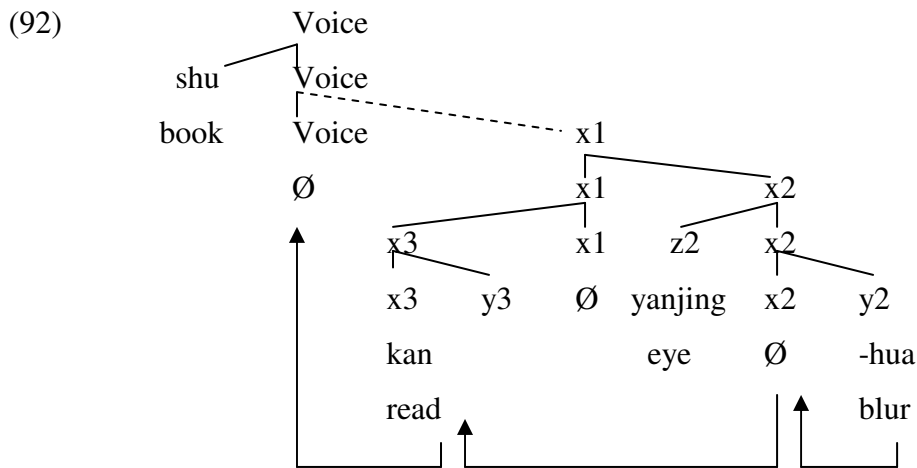 (92) Voice
shu Voice
book Voice x1
Ø x1 x2
x3 x1 z2 x2
x3 y3 Ø yanjing x2 y2
kan eye Ø -hua
read blur